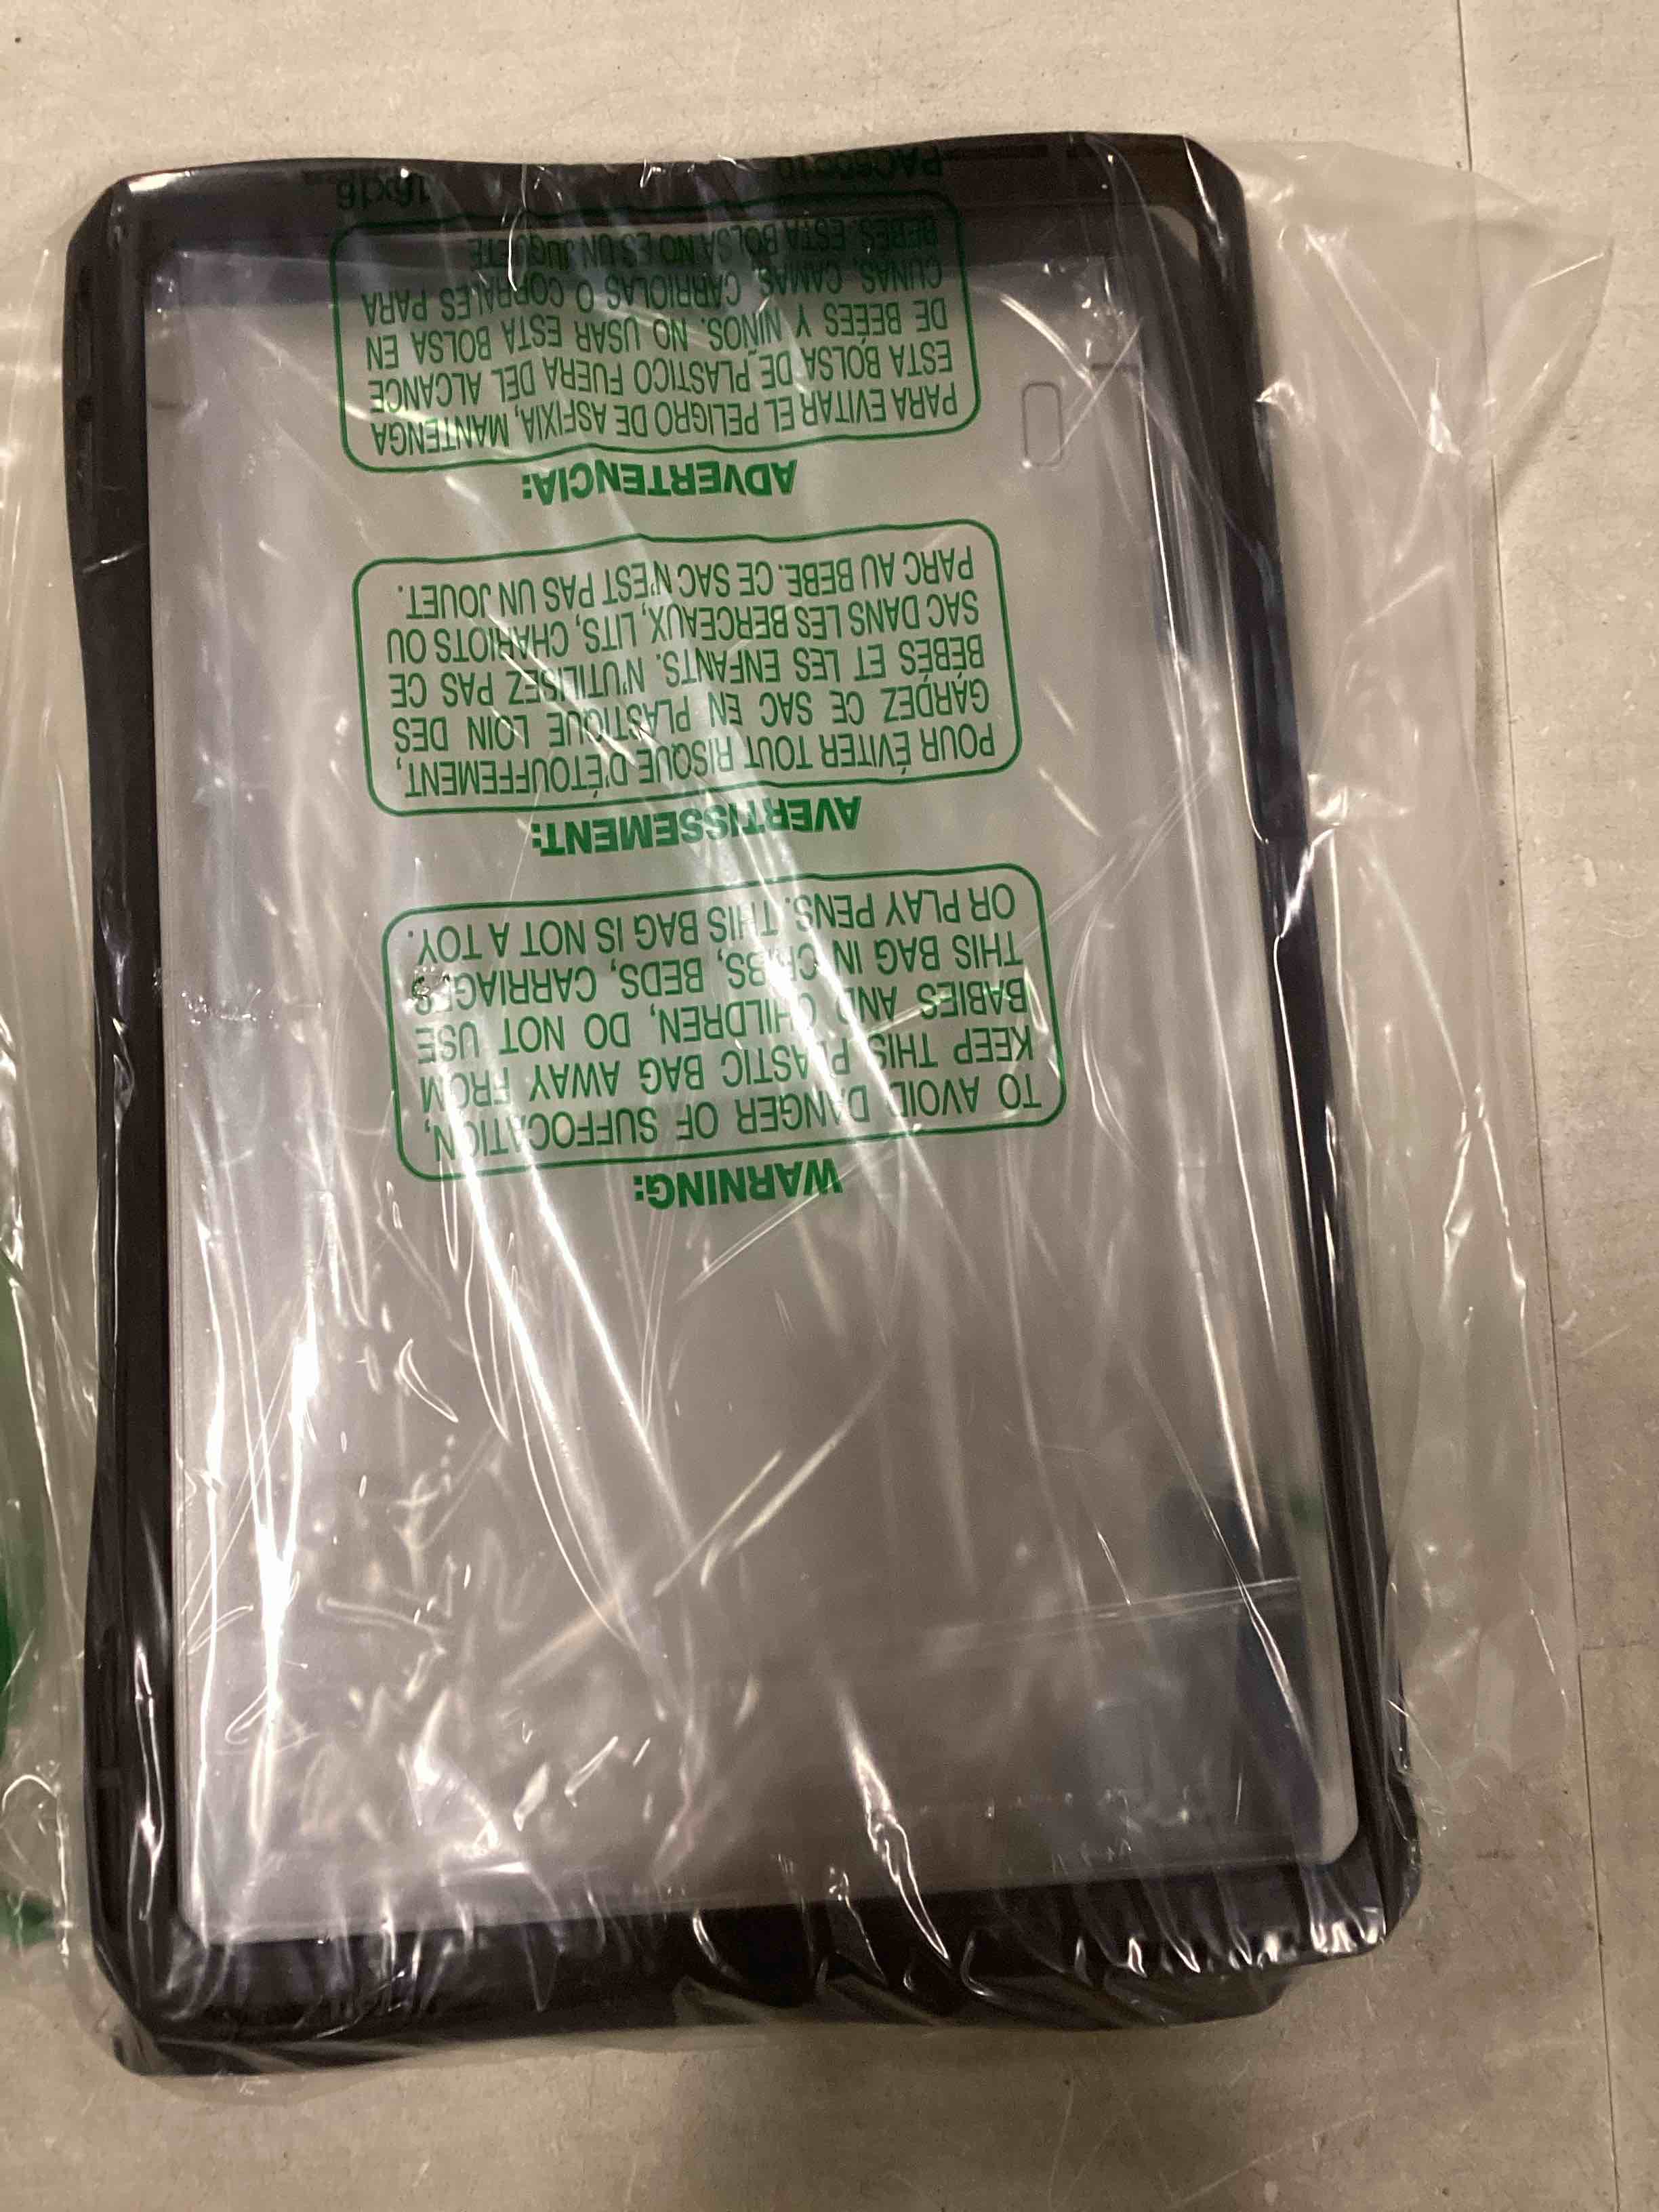 WARNING:
TO AVOID DANGER OF SUFFOCATION,
KEEP THIS PLASTIC BAG AWAY FROM
BABIES AND CHILDREN, DO NOT USE
THIS BAG IN CRIBS, BEDS, CARRIAGES
OR PLAY PENS. THIS BAG IS NOT A TOY.
AVERTISSEMENT:
POUR ÉVITER TOUT RISQUE D'ÉTOUFFEMENT,
GARDEZ CE SAC EN PLASTIQUE LOIN DES
BÉBÉS ET LES ENFANTS. N'UTILISEZ PAS CE
SAC DANS LES BERCEAUX, LITS, CHARIOTS OU
PARC AU BEBE. CE SAC N'EST PAS UN JOUET.
ADVERTENCIA:
PARA EVITAR EL PELIGRO DE ASFIXIA, MANTENGA
ESTA BOLSA DE PLASTICO FUERA DEL ALCANCE
DE BEBES Y NIÑOS. NO USAR ESTA BOLSA EN
CUNAS, CAMAS, CARRIOLAS O CORRALES PARA
BEBES. ESTA BOLSA NO ES UN JUGUETE
16x16